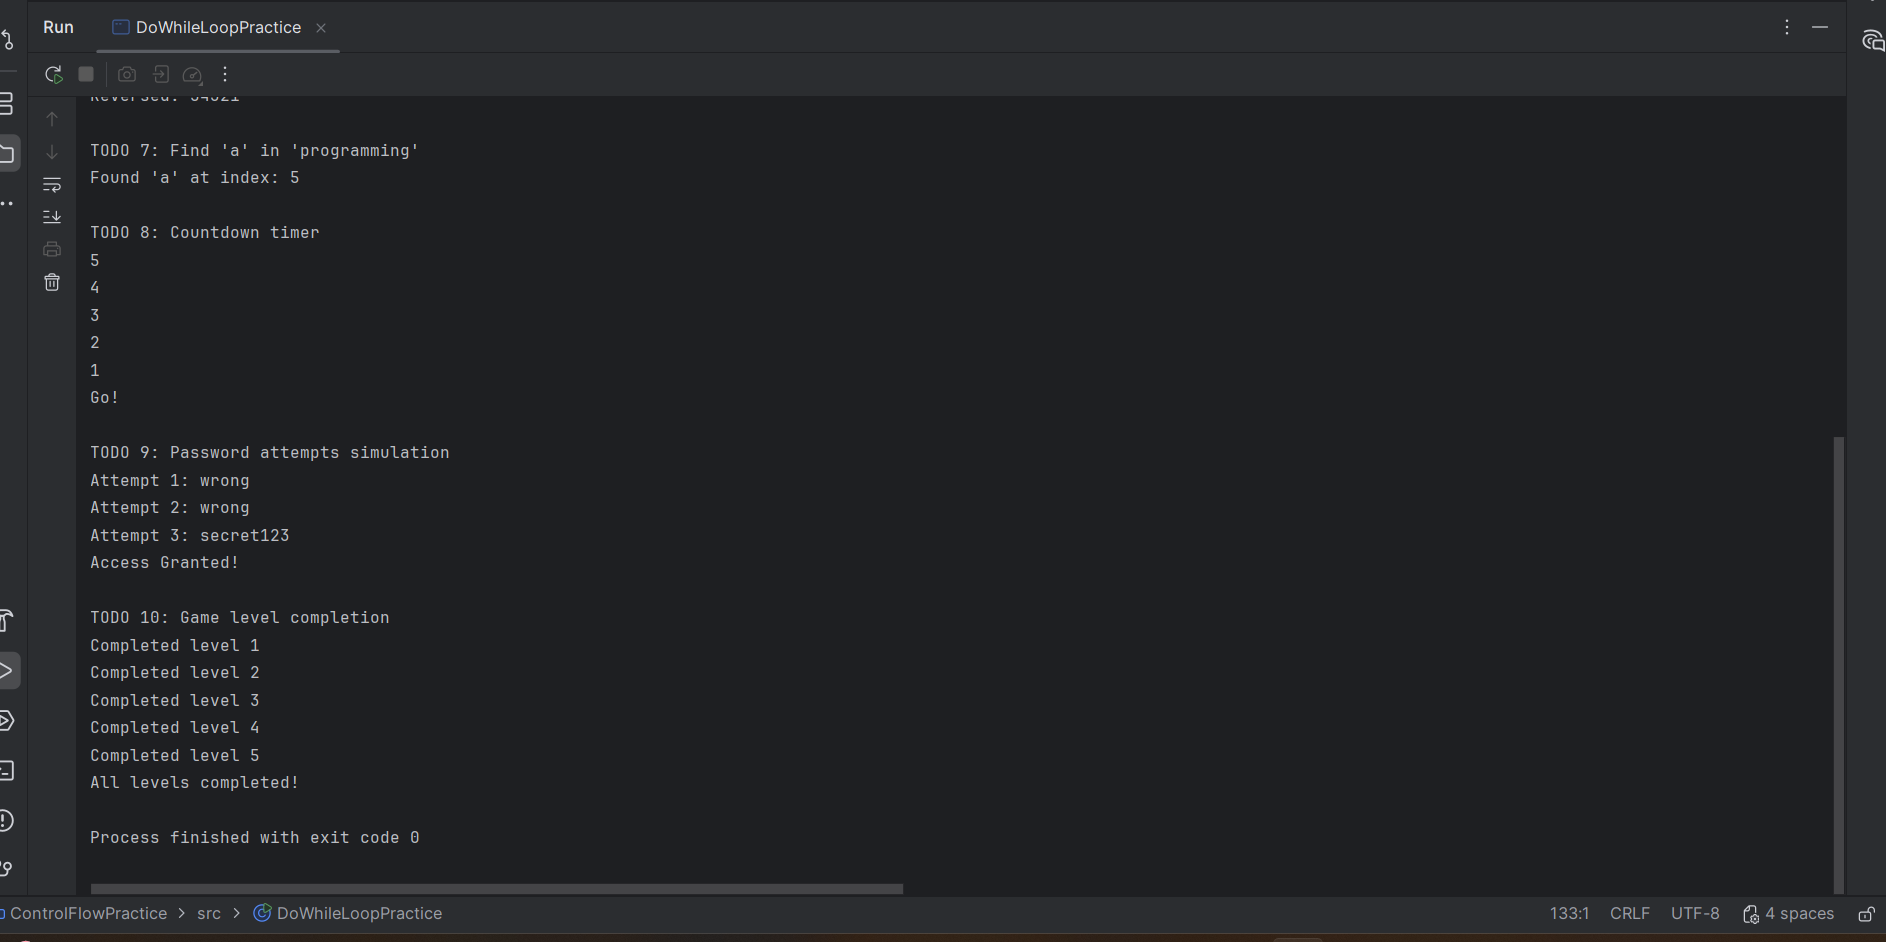 Run DoWhileLoopPractice
Reversed: 54321
TODO 7: Find 'a' in 'programming'
Found 'a' at index: 5
TODO 8: Countdown timer
5
4
3
2
1
Go!
TODO 9: Password attempts simulation
Attempt 1: wrong
Attempt 2: wrong
Attempt 3: secret123
Access Granted!
TODO 10: Game level completion
Completed level 1
Completed level 2
Completed level 3
Completed level 4
Completed level 5
All levels completed!
Process finished with exit code 0
ControlFlowPractice > src > DoWhileLoopPractice 133:1 CRLF UTF-8 4 spaces